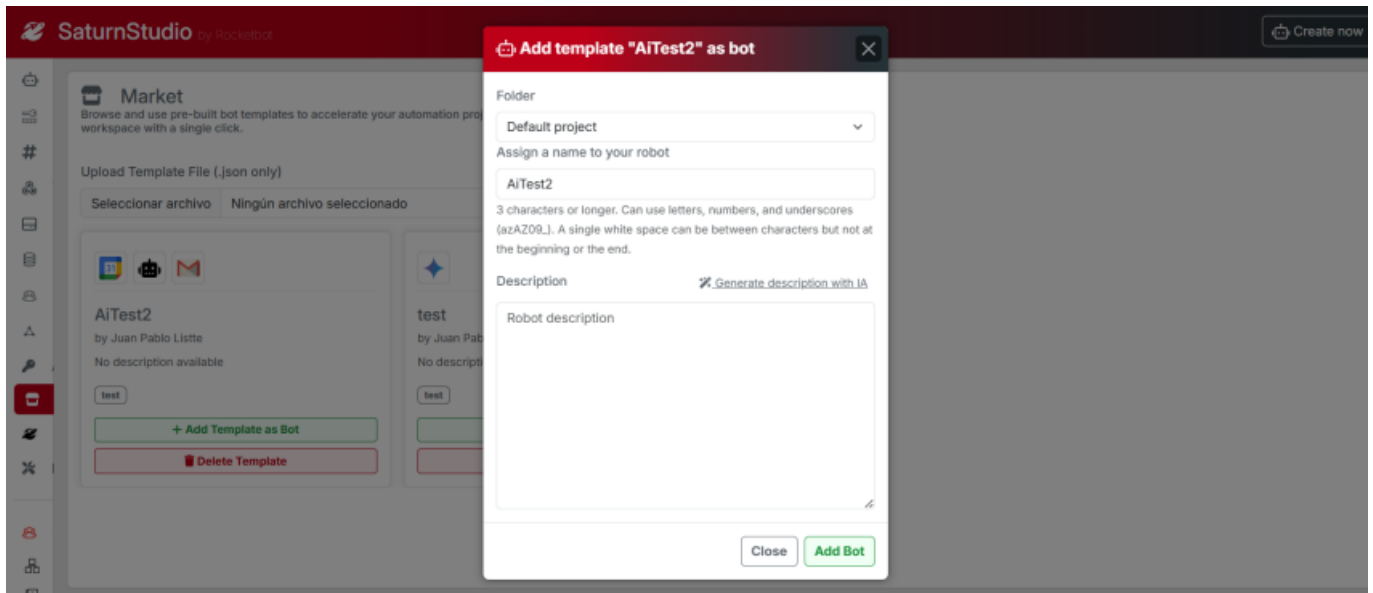 SaturnStudio by Rocketbot
Create now
Add template "AiTest2" as bot
Market
Browse and use pre-built bot templates to accelerate your automation
workspace with a single click.
Upload Template File (.json only)
Seleccionar archivo Ningún archivo seleccionado
31
AiTest2
by Juan Pablo Listte
No description available
test
+ Add Template as Bot
Delete Template
test
by Juan
No
test
Folder
Default project
Assign a name to your robot
AiTest2
3 characters or longer. Can use letters, numbers, and underscores
(azAZ09_). A single white space can be between characters but not at
the beginning or the end.
Description
Generate description with IA
Robot description
Close
Add Bot